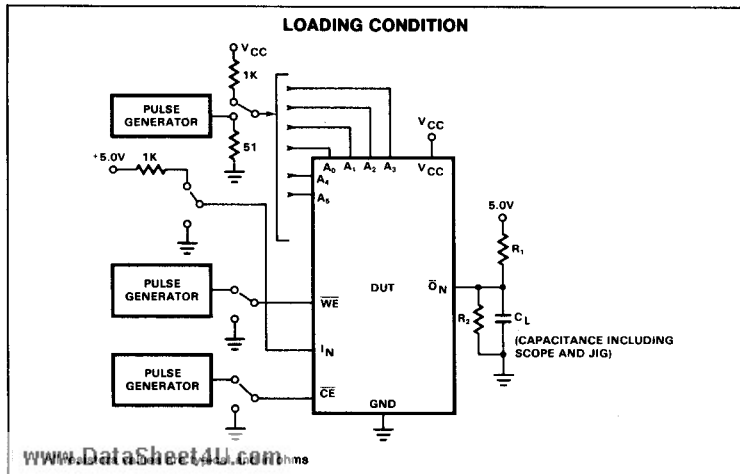 LOADING CONDITION
VCC
1K
PULSE
GENERATOR
51
+5.0V
1K
VCC
A0 A1 A2 A3
VCC
A4
A5
5.0V
R1
DUT
ŌN
R2
CL
(CAPACITANCE INCLUDING
SCOPE AND JIG)
PULSE
GENERATOR
W̅E̅
IN
PULSE
GENERATOR
C̅E̅
GND
www.DataSheet4U.com
ohms